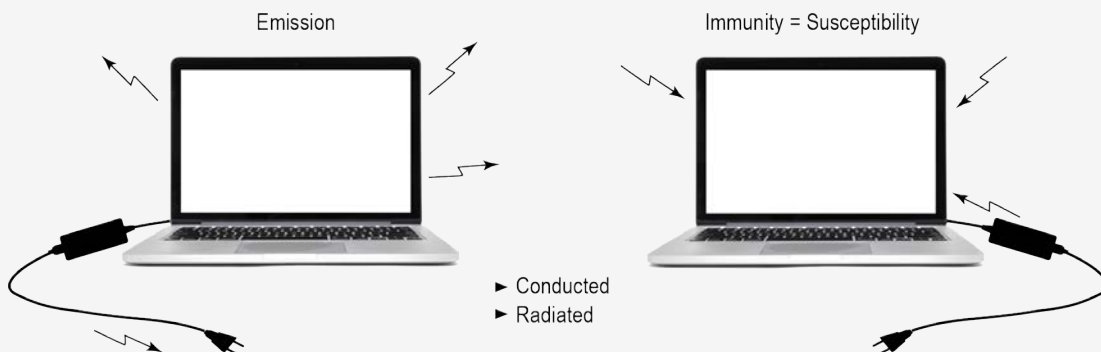 Emission
Immunity = Susceptibility
► Conducted
► Radiated